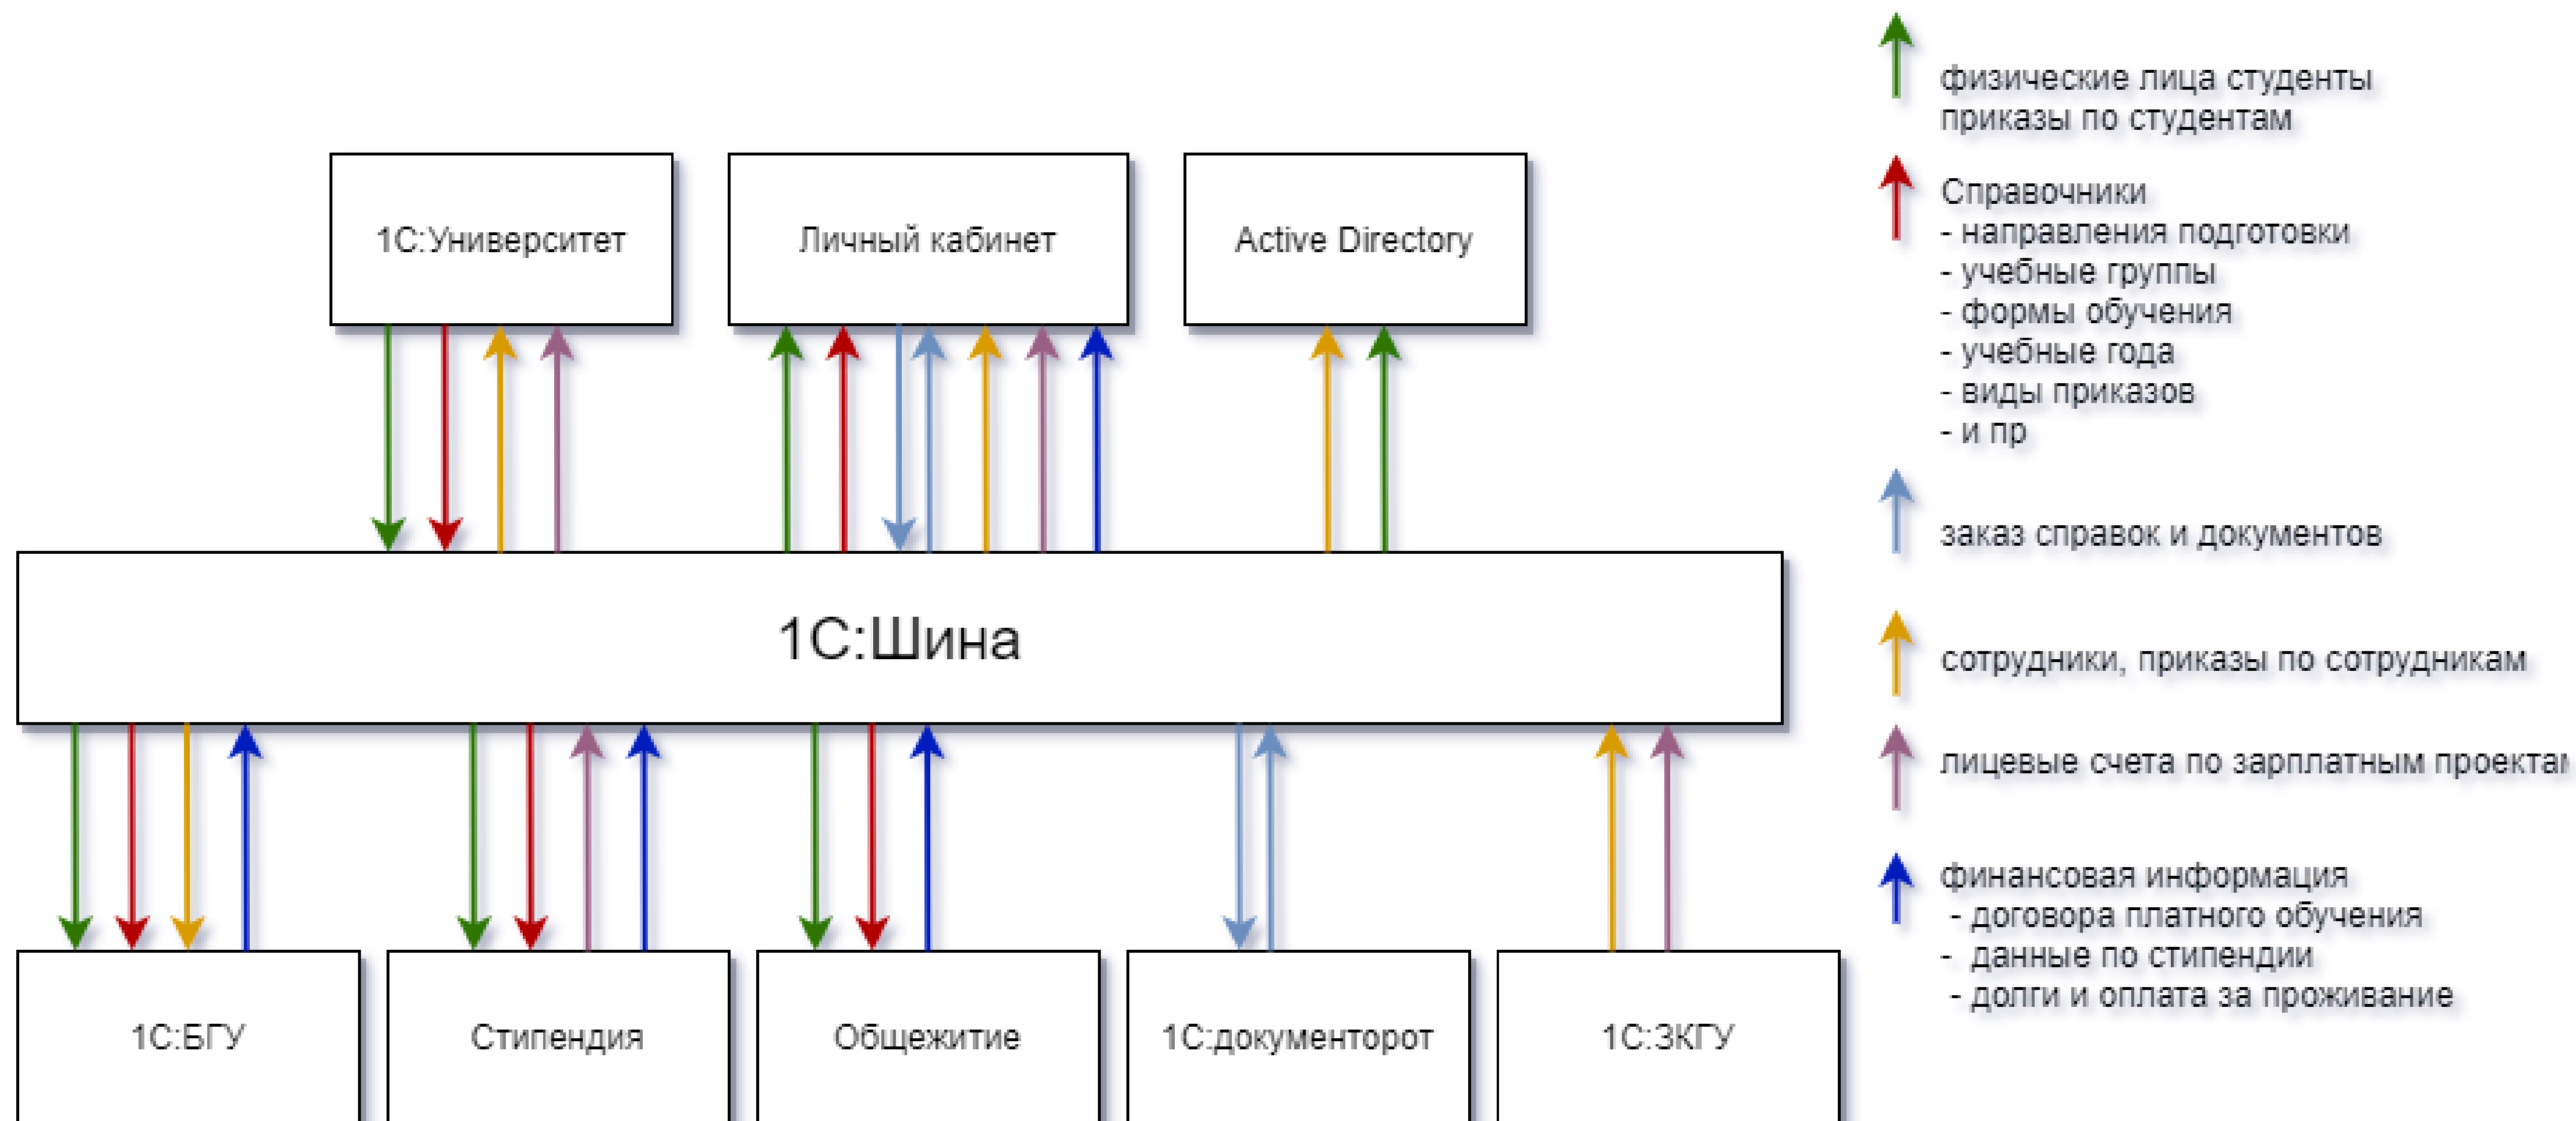 физические лица студенты
приказы по студентам
Справочники
- направления подготовки
- учебные группы
- формы обучения
- учебные года
- виды приказов
- и пр
заказ справок и документов
сотрудники, приказы по сотрудникам
лицевые счета по зарплатным проектам
финансовая информация
- договора платного обучения
- данные по стипендии
- долги и оплата за проживание
1С:Университет
Личный кабинет
Active Directory
1С:Шина
1С:БГУ
Стипендия
Общежитие
1С:документорот
1С:ЗКГУ